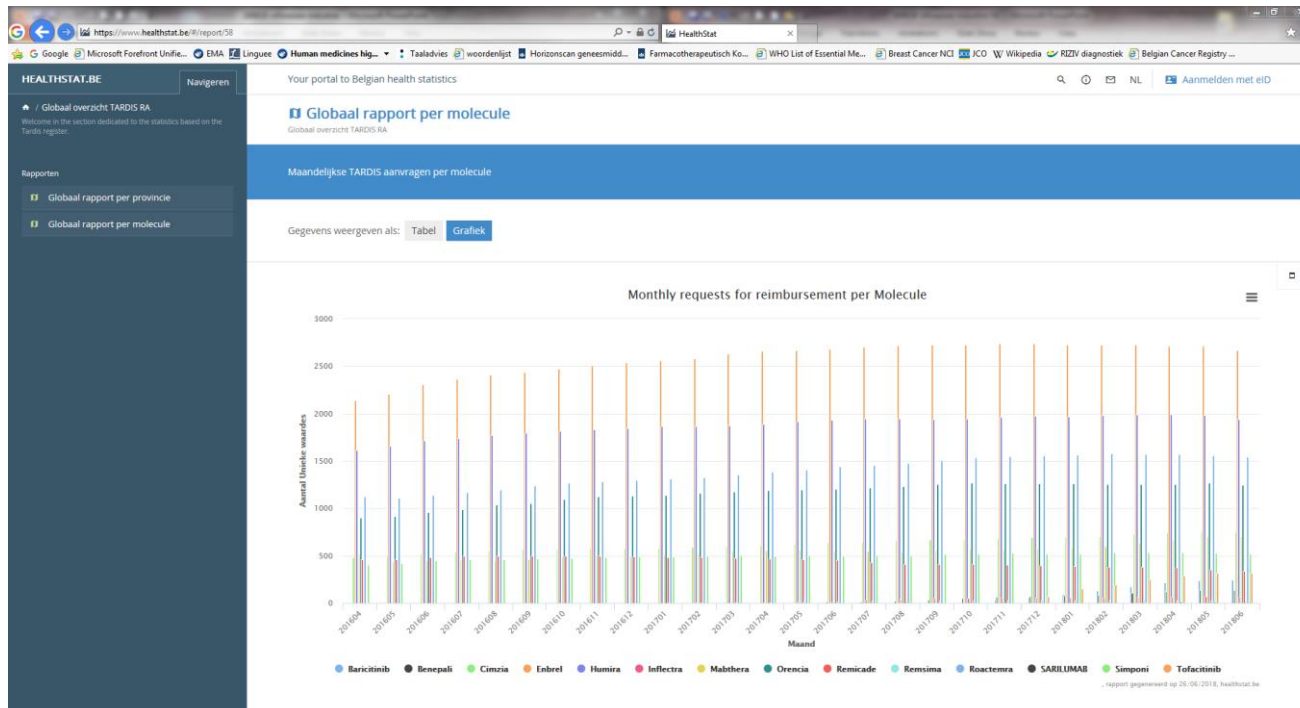 https://www.healthstat.be/#/report/58
HealthStat
Google
Microsoft Forefront Unifie...
EMA
Linguee
Human medicines hig...
Taaladvies
woordenlijst
Horizonscan geneesmidd...
Farmacotherapeutisch Ko...
WHO List of Essential Me...
Breast Cancer NCI
JCO
Wikipedia
RIZIV diagnostiek
Belgian Cancer Registry ...
HEALTHSTAT.BE
Navigeren
Your portal to Belgian health statistics
NL
Aanmelden met eID
/ Globaal overzicht TARDIS RA
Welcome in the section dedicated to the statistics based on the
Tardis register.
Rapporten
Globaal rapport per provincie
Globaal rapport per molecule
Globaal rapport per molecule
Globaal overzicht TARDIS RA
Maandelijkse TARDIS aanvragen per molecule
Gegevens weergeven als: Tabel Grafiek
Monthly requests for reimbursement per Molecule
Aantal Unieke waardes
3000
2500
2000
1500
1000
500
0
201604 201605 201606 201607 201608 201609 201610 201611 201612 201701 201702 201703 201704 201705 201706 201707 201708 201709 201710 201711 201712 201801 201802 201803 201804 201805 201806
Maand
Baricitinib Benepali Cimzia Enbrel Humira Inflectra Mabthera Orencia Remicade Remsima Roactemra SARILUMAB Simponi Tofacitinib
, rapport gegenereerd op 26/06/2018, healthstat.be